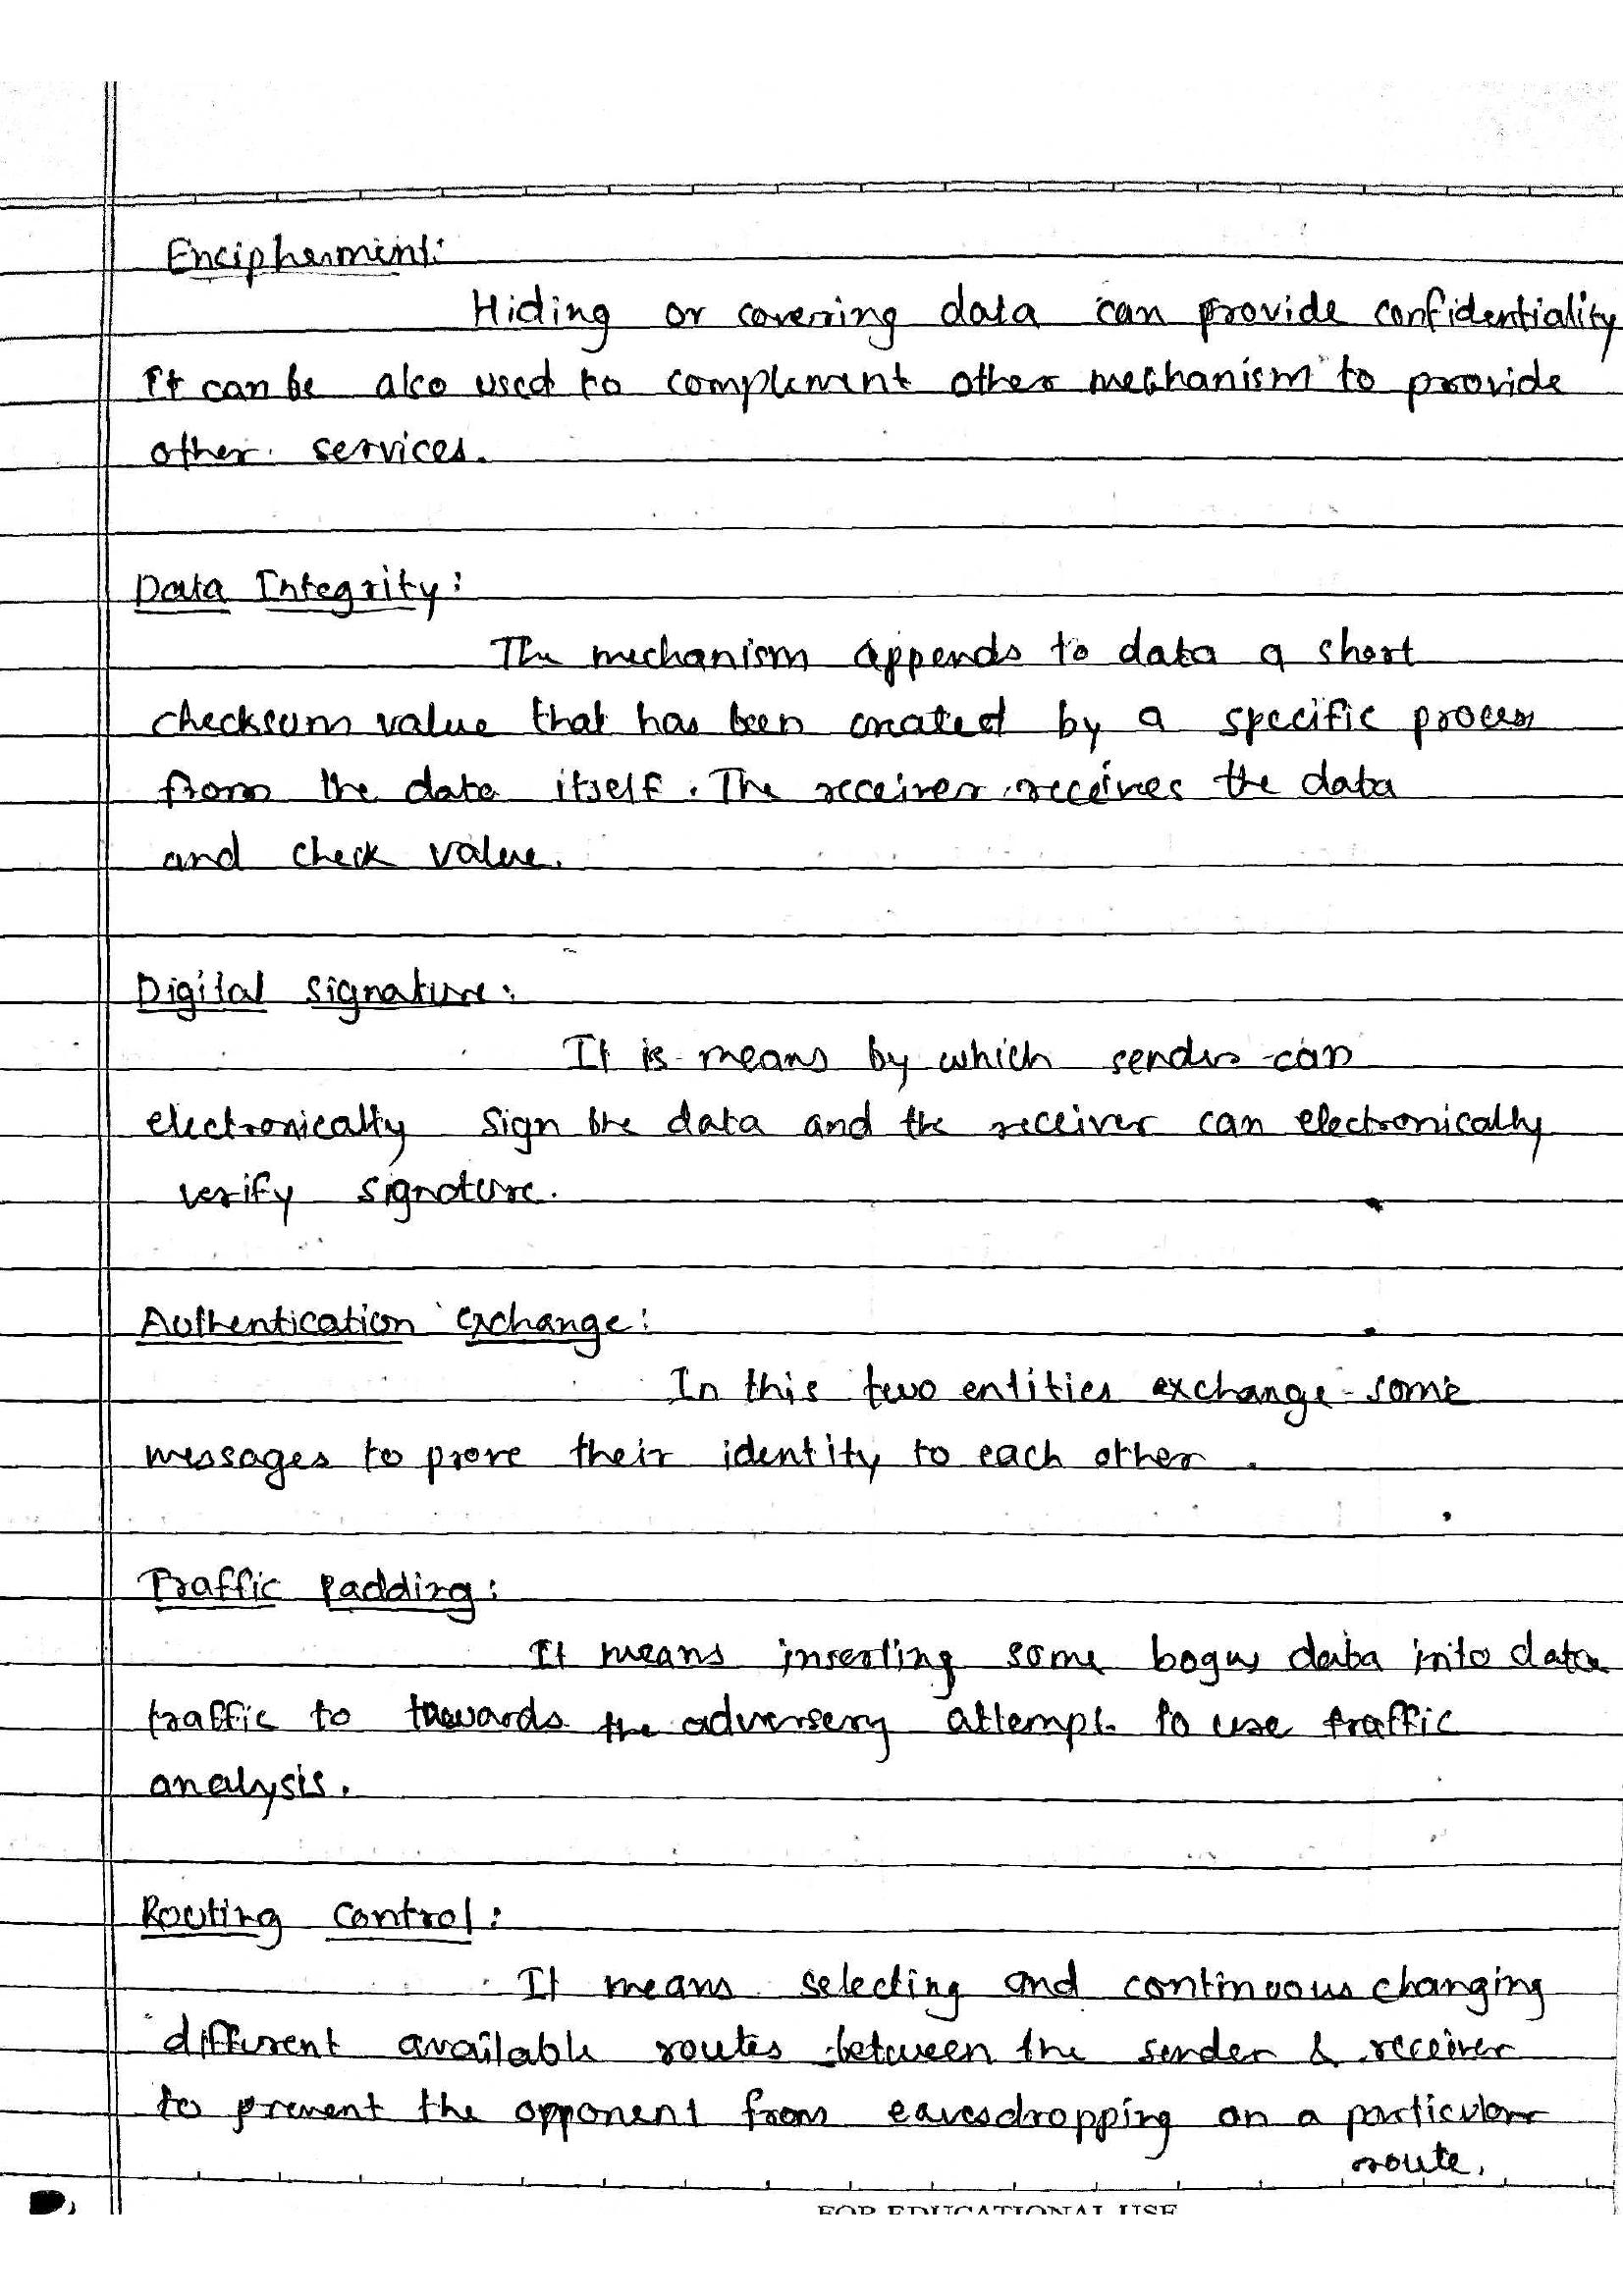 Encipherment:
Hiding or covering data can provide confidentiality
It can be also used to complement other mechanism to provide
other services.
Data Integrity:
The mechanism appends to data a short
checksum value that has been created by a specific process
from the data itself. The receiver receives the data
and check value.
Digital signature:
It is means by which sender can
electronically sign the data and the receiver can electronically
verify signature.
Authentication exchange:
In this two entities exchange some
messages to prove their identity to each other.
Traffic Padding:
It means inserting some bogus data into data
traffic to the adversery attempt to use traffic
analysis.
Routing control:
It means selecting and continuous changing
different available routes between the sender & receiver
to prevent the opponent from eavesdropping on a particular
route.
FOR EDUCATIONAL USE